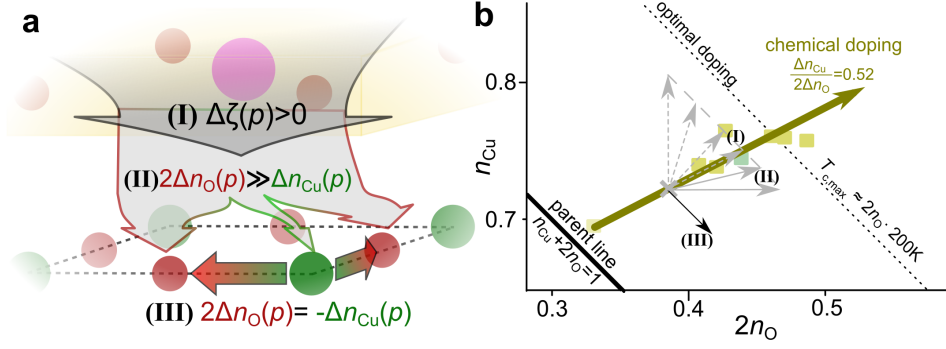 a
(I) Δζ(p)>0
(II) 2Δn_O(p)≫Δn_Cu(p)
(III) 2Δn_O(p)= -Δn_Cu(p)
b
n_Cu
0.8
0.7
0.3
0.4
0.5
2n_O
optimal doping
chemical doping
Δn_Cu
2Δn_O
=0.52
(I)
(II)
(III)
parent line
n_Cu+2n_O=1
T_c,max ≈ 2n_O · 200K